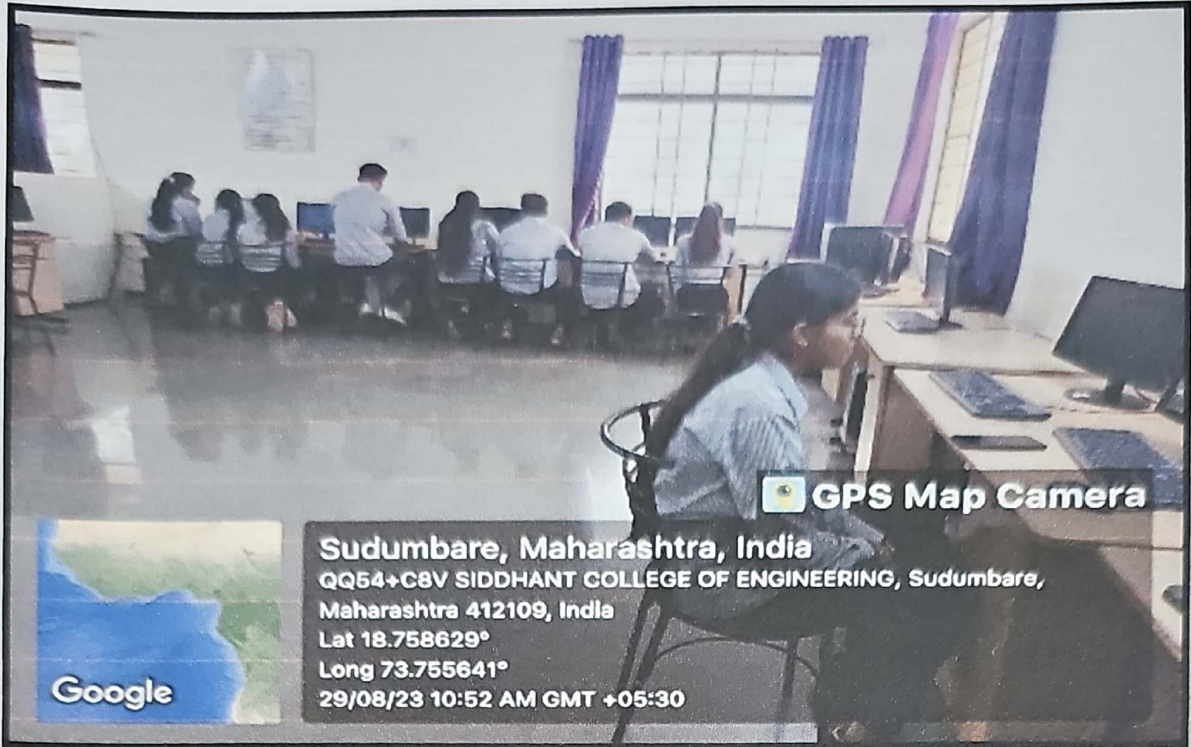 GPS Map Camera
Sudumbare, Maharashtra, India
QQ54+C8V SIDDHANT COLLEGE OF ENGINEERING, Sudumbare,
Maharashtra 412109, India
Lat 18.758629°
Long 73.755641°
29/08/23 10:52 AM GMT +05:30
Google